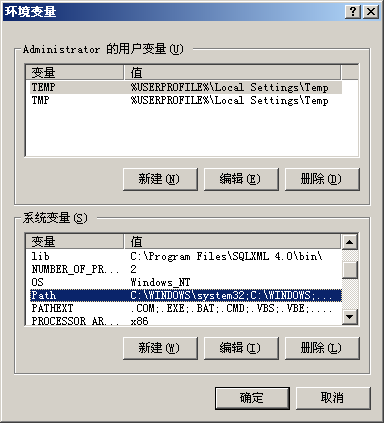 环境变量
Administrator 的用户变量(U)
变量 值
TEMP %USERPROFILE%\Local Settings\Temp
TMP %USERPROFILE%\Local Settings\Temp
新建(N) 编辑(E) 删除(D)
系统变量(S)
变量 值
lib C:\Program Files\SQLXML 4.0\bin\
NUMBER_OF_PR... 2
OS Windows_NT
Path C:\WINDOWS\system32;C:\WINDOWS;...
PATHEXT .COM;.EXE;.BAT;.CMD;.VBS;.VBE;...
PROCESSOR_AR... x86
新建(W) 编辑(I) 删除(L)
确定 取消